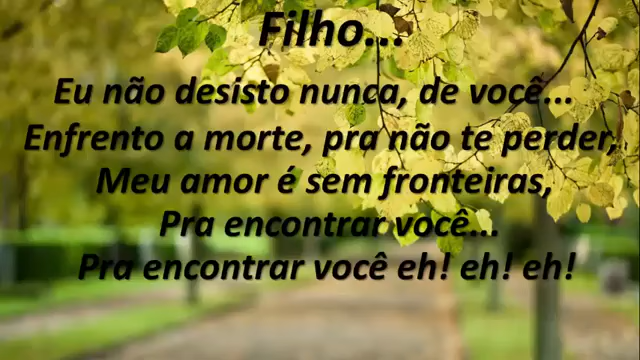 Filho...
Eu não desisto nunca, de você...
Enfrento a morte, pra não te perder,
Meu amor é sem fronteiras,
Pra encontrar você...
Pra encontrar você eh! eh! eh!